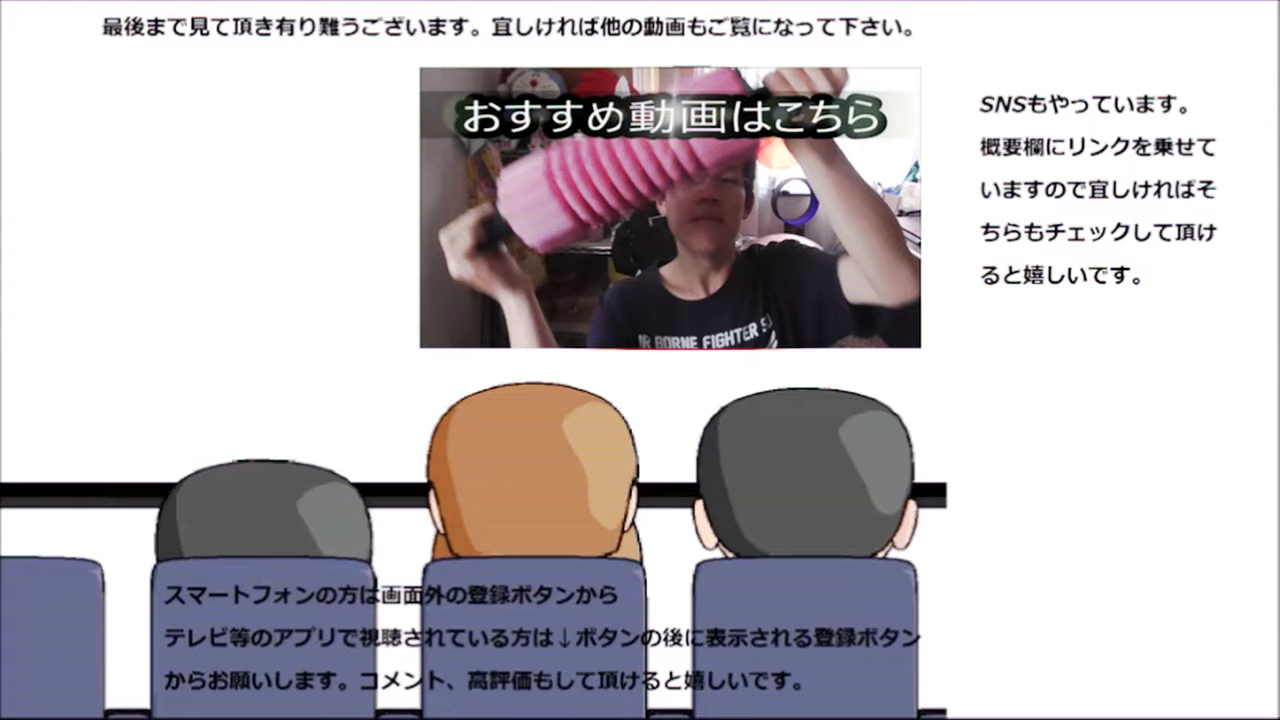 最後まで見て頂き有り難うございます。宜しければ他の動画もご覧になって下さい。
おすすめ動画はこちら
SNSもやっています。
概要欄にリンクを乗せて
いますので宜しければそ
ちらもチェックして頂け
ると嬉しいです。
BORNE FIGHTER
スマートフォンの方は画面外の登録ボタンから
テレビ等のアプリで視聴されている方は↓ボタンの後に表示される登録ボタン
からお願いします。コメント、高評価もして頂けると嬉しいです。